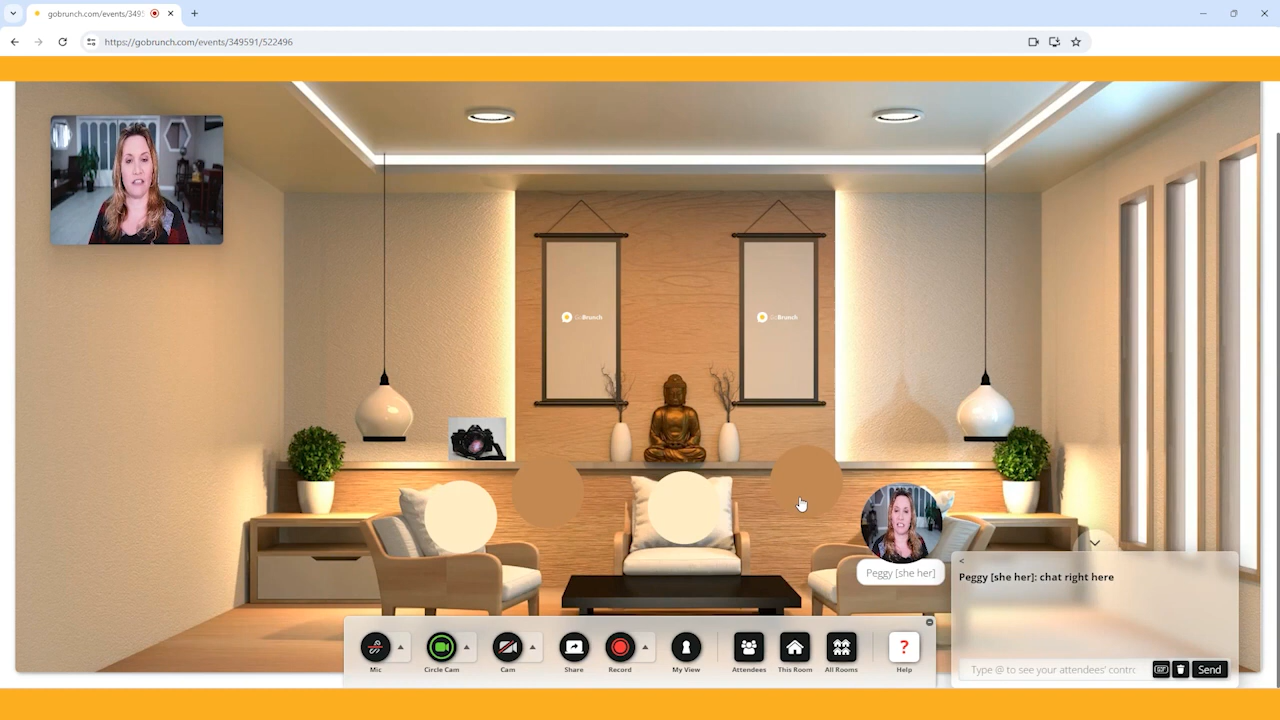 gobrunch.com/events/349
https://gobrunch.com/events/349591/522496
GoBrunch
GoBrunch
Peggy [she her]
<
Peggy [she her]: chat right here
Type @ to see your attendees' contro
Send
Mic
Circle Cam
Cam
Share
Record
My View
Attendees
This Room
All Rooms
?
Help